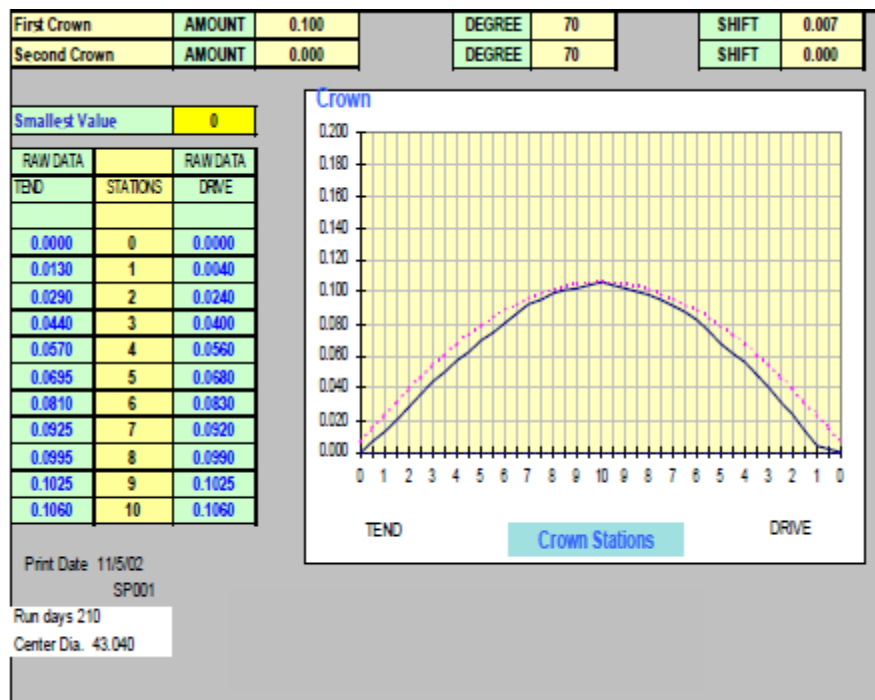 First Crown AMOUNT 0.100 DEGREE 70 SHIFT 0.007
Second Crown AMOUNT 0.000 DEGREE 70 SHIFT 0.000
Smallest Value 0
RAW DATA RAW DATA
TEND STATIONS DRIVE
0.0000 0 0.0000
0.0130 1 0.0040
0.0290 2 0.0240
0.0440 3 0.0400
0.0570 4 0.0560
0.0695 5 0.0680
0.0810 6 0.0830
0.0925 7 0.0920
0.0995 8 0.0990
0.1025 9 0.1025
0.1060 10 0.1060
Crown
0.200
0.180
0.160
0.140
0.120
0.100
0.080
0.060
0.040
0.020
0.000
0 1 2 3 4 5 6 7 8 9 10 9 8 7 6 5 4 3 2 1 0
TEND Crown Stations DRIVE
Print Date 11/5/02
SP001
Run days 210
Center Dia. 43.040